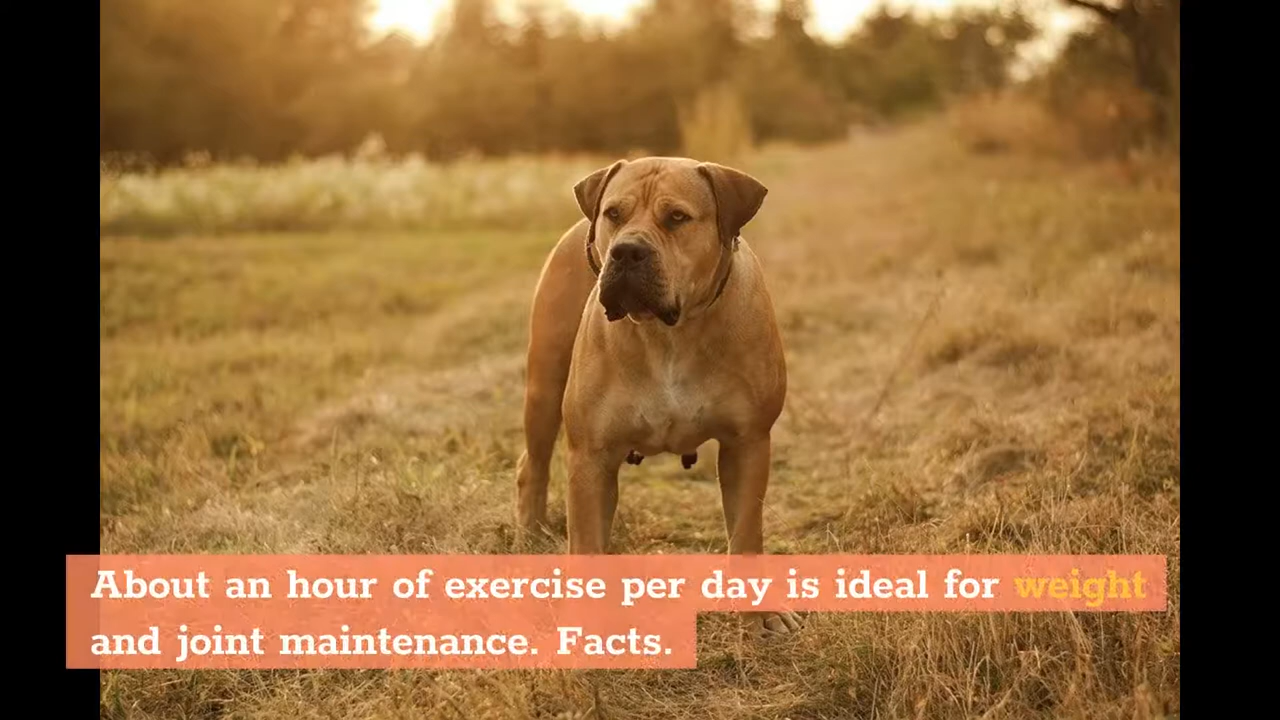 About an hour of exercise per day is ideal for weight
and joint maintenance. Facts.